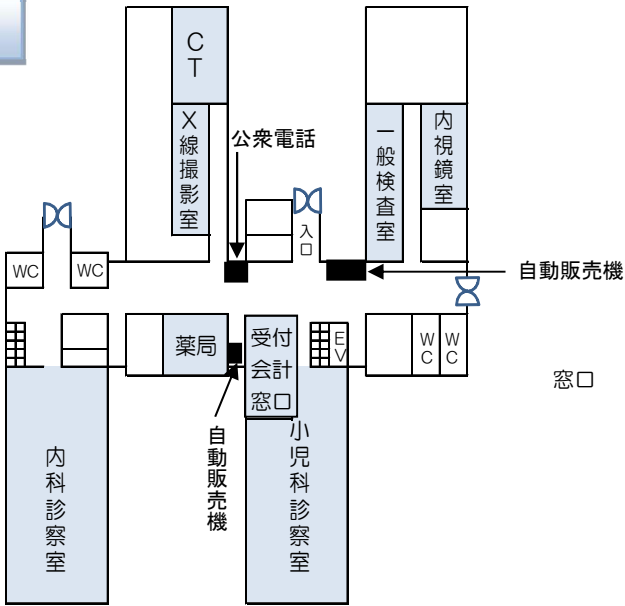 CT
X線撮影室
公衆電話
入口
一般検査室
内視鏡室
自動販売機
WC
WC
薬局
受付
会計
窓口
EV
WC
WC
窓口
自動販売機
内科診察室
小児科診察室